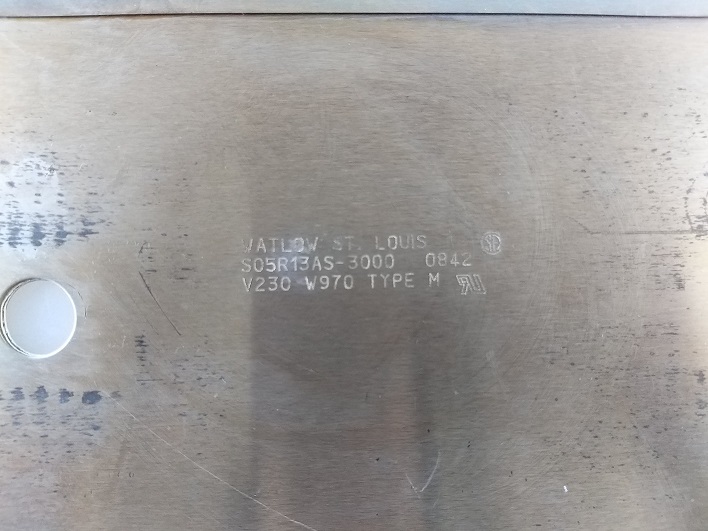 WATLOW ST. LOUIS
S05R13AS-3000 0842
V230 W970 TYPE M